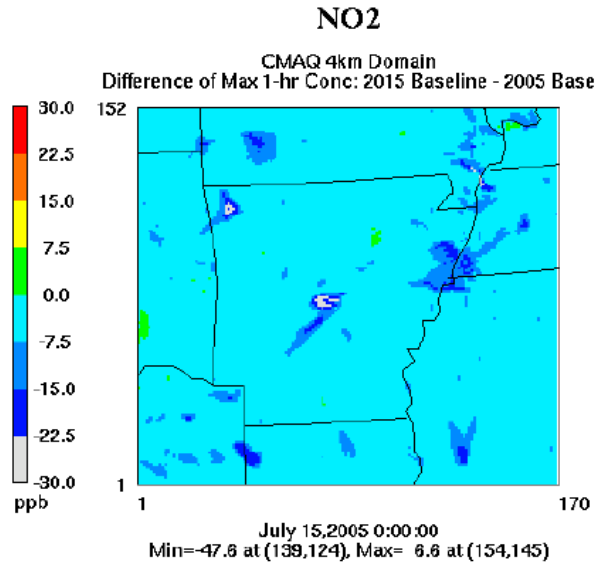 NO2
CMAQ 4km Domain
Difference of Max 1-hr Conc: 2015 Baseline - 2005 Base
30.0
22.5
15.0
7.5
0.0
-7.5
-15.0
-22.5
-30.0
ppb
152
1
1
170
July 15,2005 0:00:00
Min=-47.6 at (139,124), Max= 6.6 at (154,145)